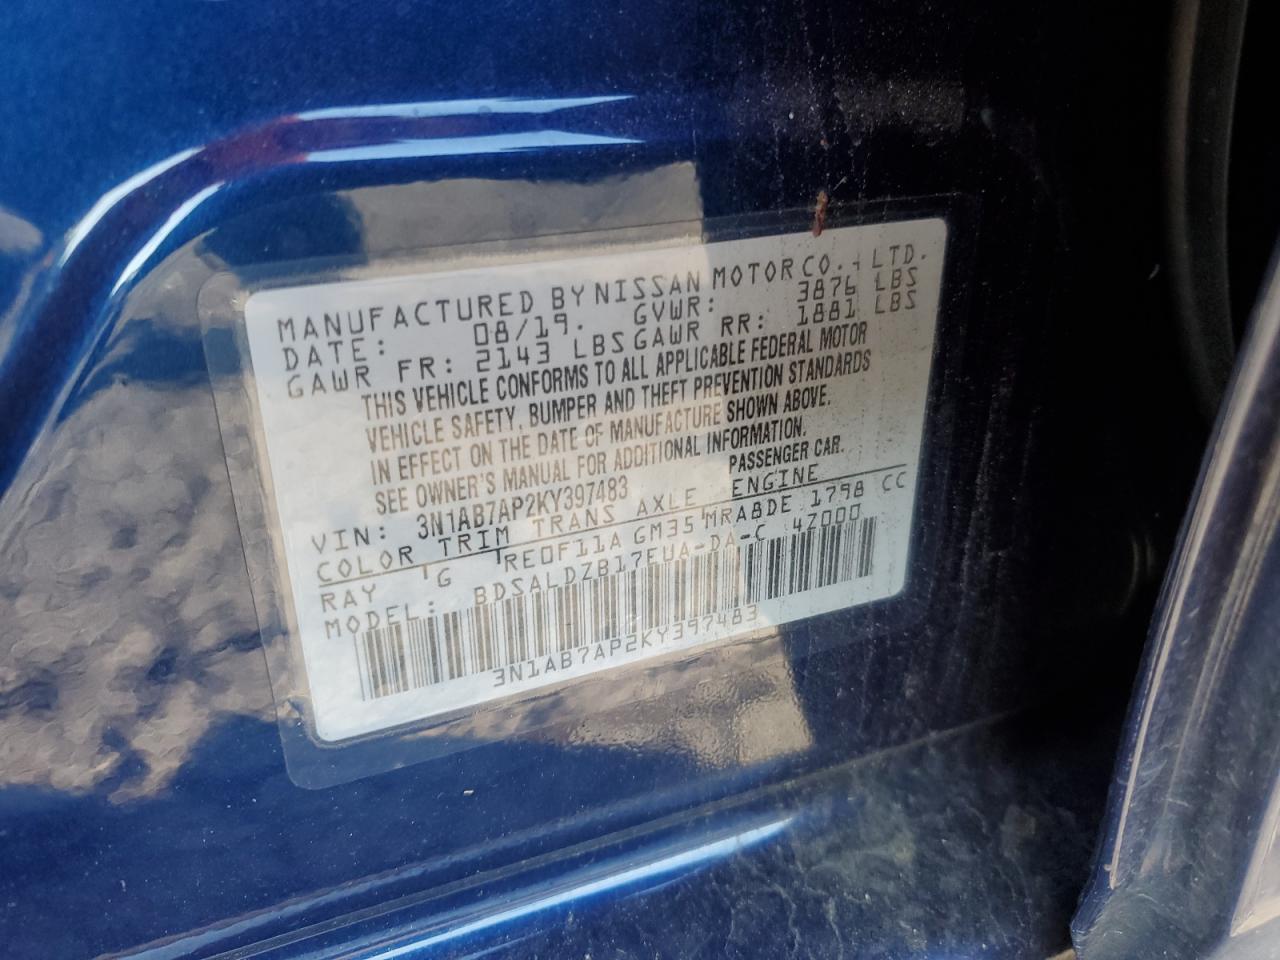 MANUFACTURED BY NISSAN MOTOR CO., LTD.
DATE: 08/19. GVWR: 3876 LBS
GAWR FR: 2143 LBS GAWR RR: 1881 LBS
THIS VEHICLE CONFORMS TO ALL APPLICABLE FEDERAL MOTOR
VEHICLE SAFETY, BUMPER AND THEFT PREVENTION STANDARDS
IN EFFECT ON THE DATE OF MANUFACTURE SHOWN ABOVE.
SEE OWNER'S MANUAL FOR ADDITIONAL INFORMATION.
VIN: 3N1AB7AP2KY397483 PASSENGER CAR.
COLOR TRIM TRANS AXLE ENGINE
RAY G RE0F11A GM35 MRA8DE 1798 CC
MODEL: BDSALDZB17EUA-DA-C 4Z000
3N1AB7AP2KY397483